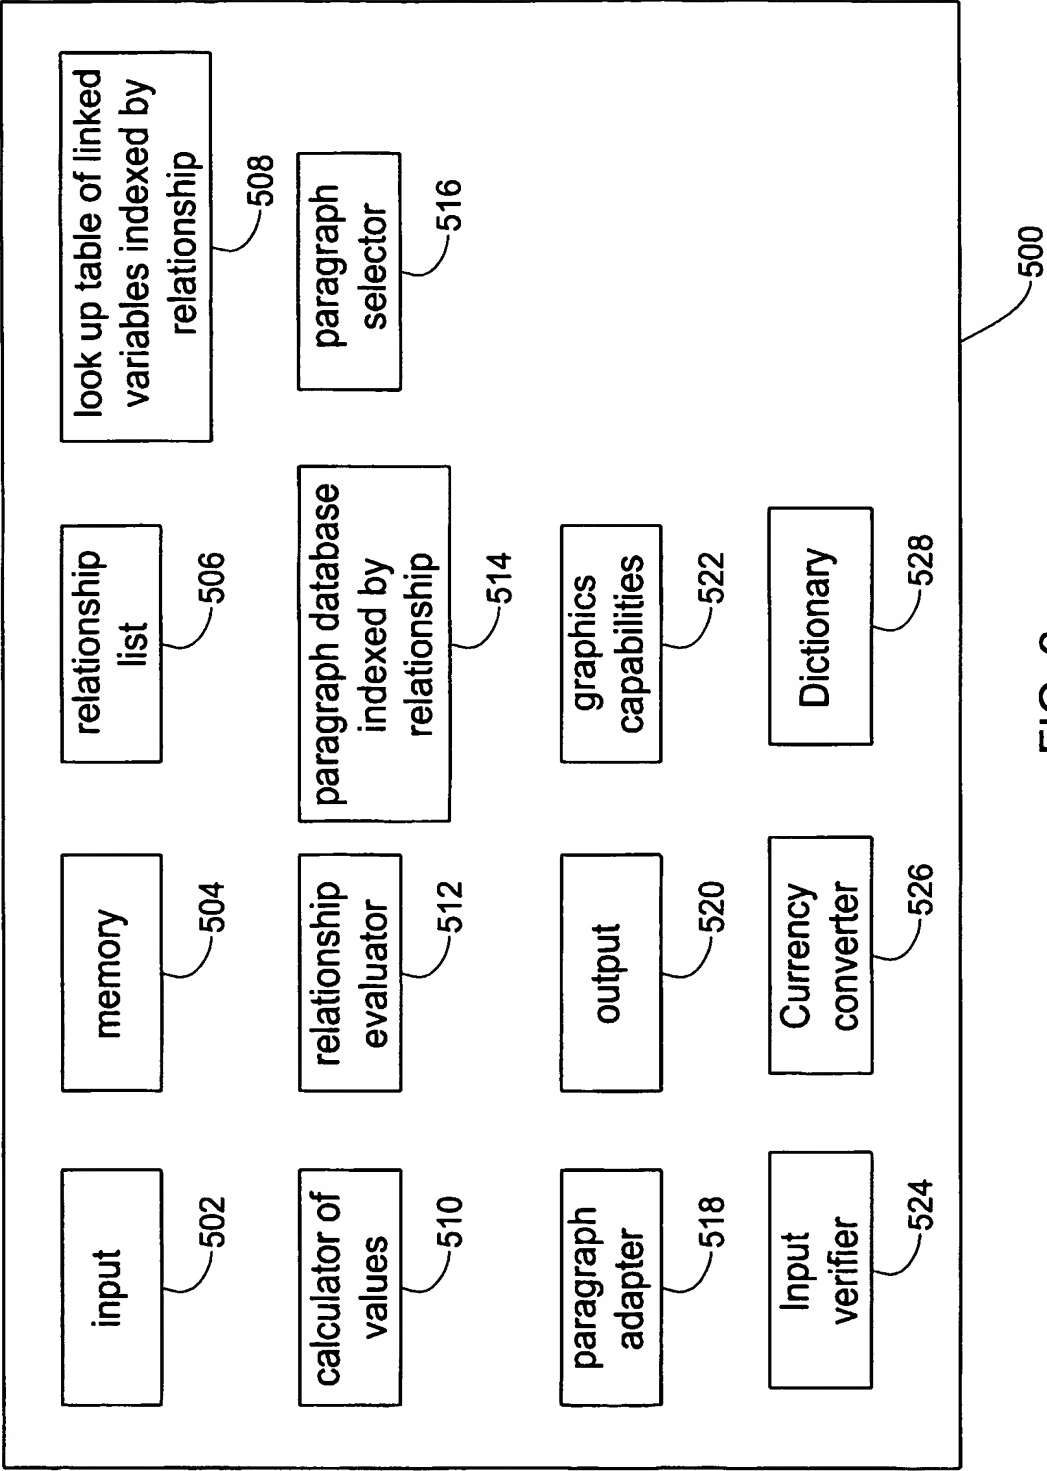 input
502
memory
504
relationship
list
506
look up table of linked
variables indexed by
relationship
508
calculator of
values
510
relationship
evaluator
512
paragraph database
indexed by
relationship
514
paragraph
selector
516
paragraph
adapter
518
output
520
graphics
capabilities
522
Input
verifier
524
Currency
converter
526
Dictionary
528
500
FIG.